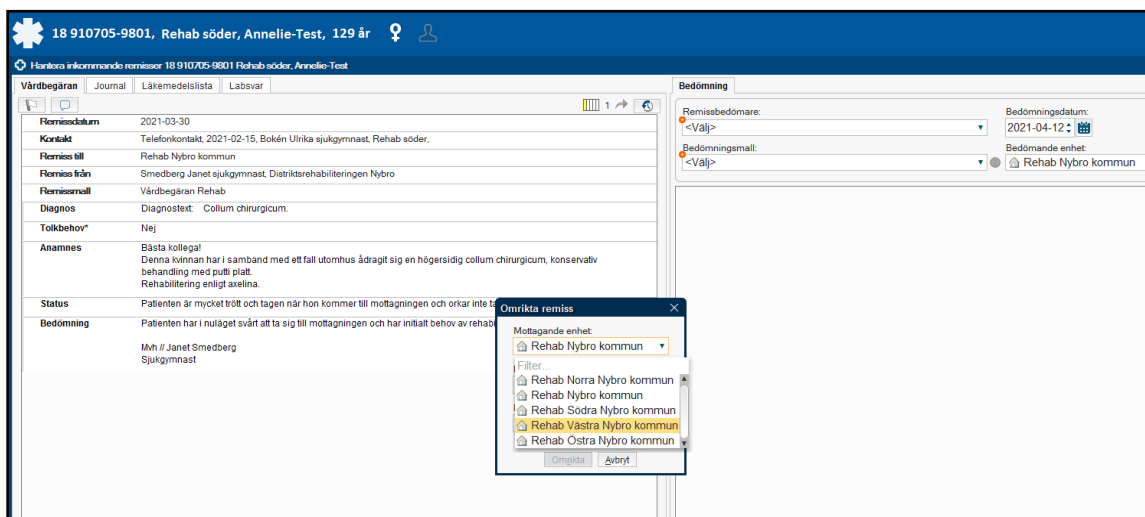 18 910705-9801, Rehab söder, Annelie-Test, 129 år
Hantera inkommande remisser 18 910705-9801 Rehab söder, Annelie-Test
Vårdbegäran Journal Läkemedelslista Labsvar
1
Remissdatum 2021-03-30
Kontakt Telefonkontakt, 2021-02-15, Bokén Ulrika sjukgymnast, Rehab söder,
Remiss till Rehab Nybro kommun
Remiss från Smedberg Janet sjukgymnast, Distriktsrehabiliteringen Nybro
Remissmall Vårdbegäran Rehab
Diagnos Diagnostext: Collum chirurgicum.
Tolkbehov* Nej
Anamnes Bästa kollega!
Denna kvinnan har i samband med ett fall utomhus ådragit sig en högersidig collum chirurgicum, konservativ
behandling med putti platt.
Rehabilitering enligt axelina.
Status Patienten är mycket trött och tagen när hon kommer till mottagningen och orkar inte
Bedömning Patienten har i nuläget svårt att ta sig till mottagningen och har initialt behov av
Mvh // Janet Smedberg
Sjukgymnast
Bedömning
Remissbedömare: Bedömningsdatum:
<Välj> 2021-04-12
Bedömningsmall: Bedömande enhet:
<Välj> Rehab Nybro kommun
Omrikta remiss
Mottagande enhet:
Rehab Nybro kommun
Filter...
Rehab Norra Nybro kommun
Rehab Nybro kommun
Rehab Södra Nybro kommun
Rehab Västra Nybro kommun
Rehab Östra Nybro kommun
Omrikta Avbryt